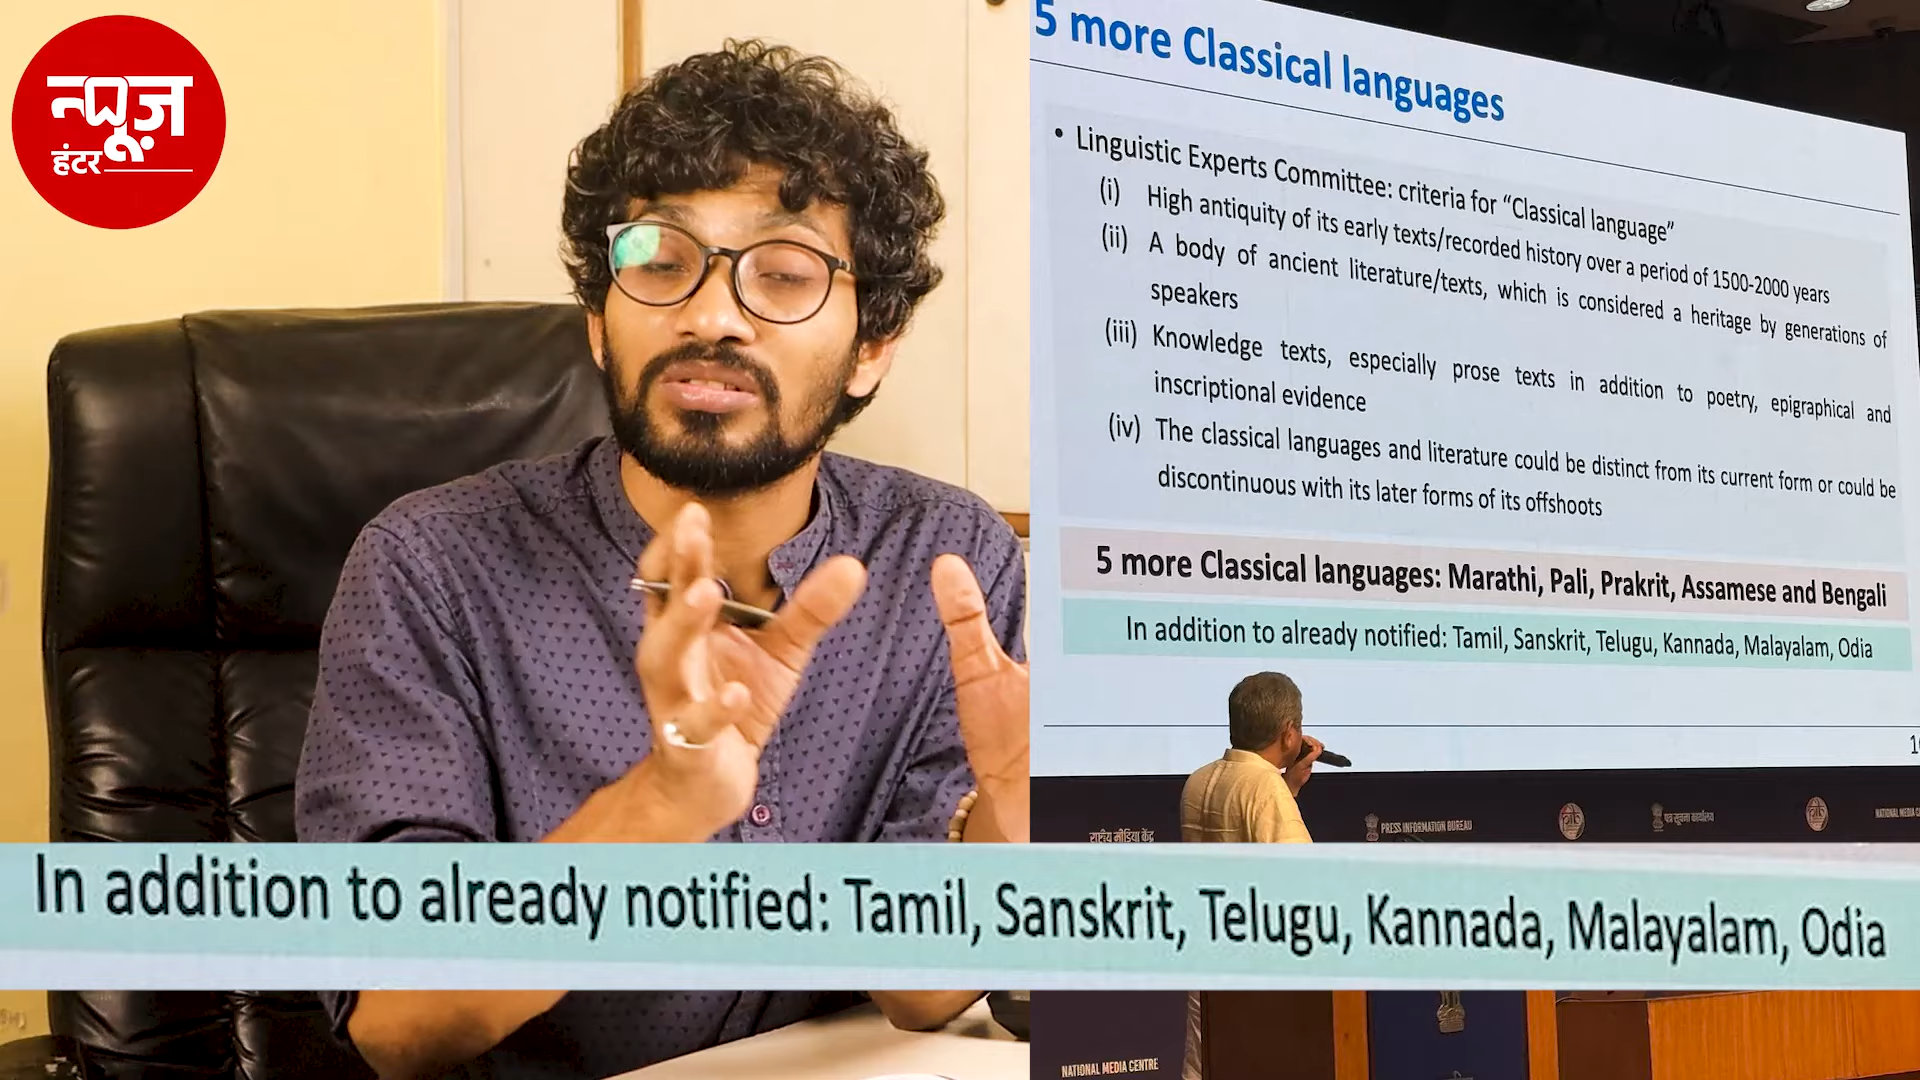 न्यूज़
हंटर
5 more Classical languages
• Linguistic Experts Committee: criteria for “Classical language”
(i) High antiquity of its early texts/recorded history over a period of 1500-2000 years
(ii) A body of ancient literature/texts, which is considered a heritage by generations of
speakers
(iii) Knowledge texts, especially prose texts in addition to poetry, epigraphical and
inscriptional evidence
(iv) The classical languages and literature could be distinct from its current form or could be
discontinuous with its later forms of its offshoots
5 more Classical languages: Marathi, Pali, Prakrit, Assamese and Bengali
In addition to already notified: Tamil, Sanskrit, Telugu, Kannada, Malayalam, Odia
राष्ट्रीय मीडिया केंद्र
PRESS INFORMATION BUREAU
पत्र सूचना कार्यालय
NATIONAL MEDIA
In addition to already notified: Tamil, Sanskrit, Telugu, Kannada, Malayalam, Odia
NATIONAL MEDIA CENTRE